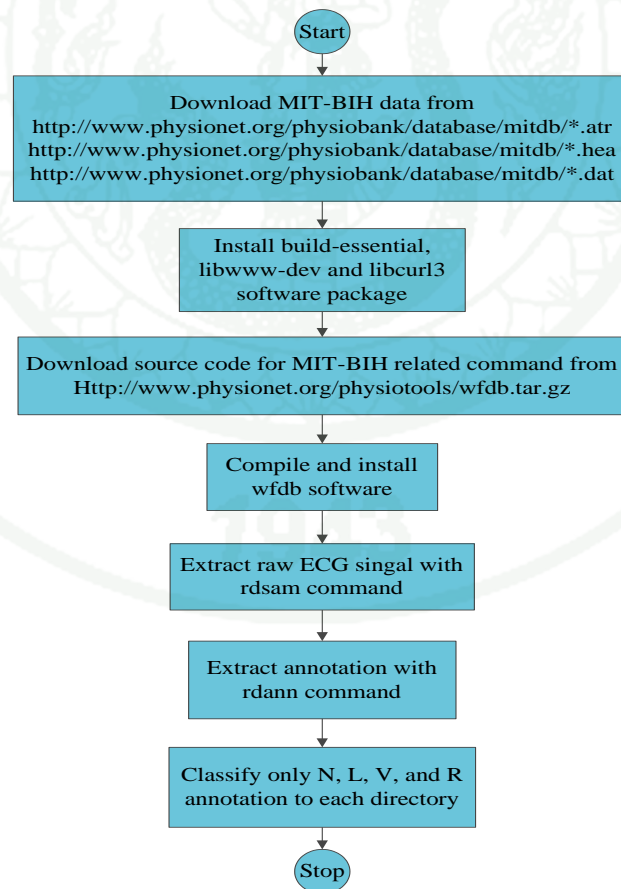 Start
Download MIT-BIH data from
http://www.physionet.org/physiobank/database/mitdb/*.atr
http://www.physionet.org/physiobank/database/mitdb/*.hea
http://www.physionet.org/physiobank/database/mitdb/*.dat
Install build-essential,
libwww-dev and libcurl3
software package
Download source code for MIT-BIH related command from
Http://www.physionet.org/physiotools/wfdb.tar.gz
Compile and install
wfdb software
1943
Extract raw ECG singal with
rdsam command
Extract annotation with
rdann command
Classify only N, L, V, and R
annotation to each directory
Stop